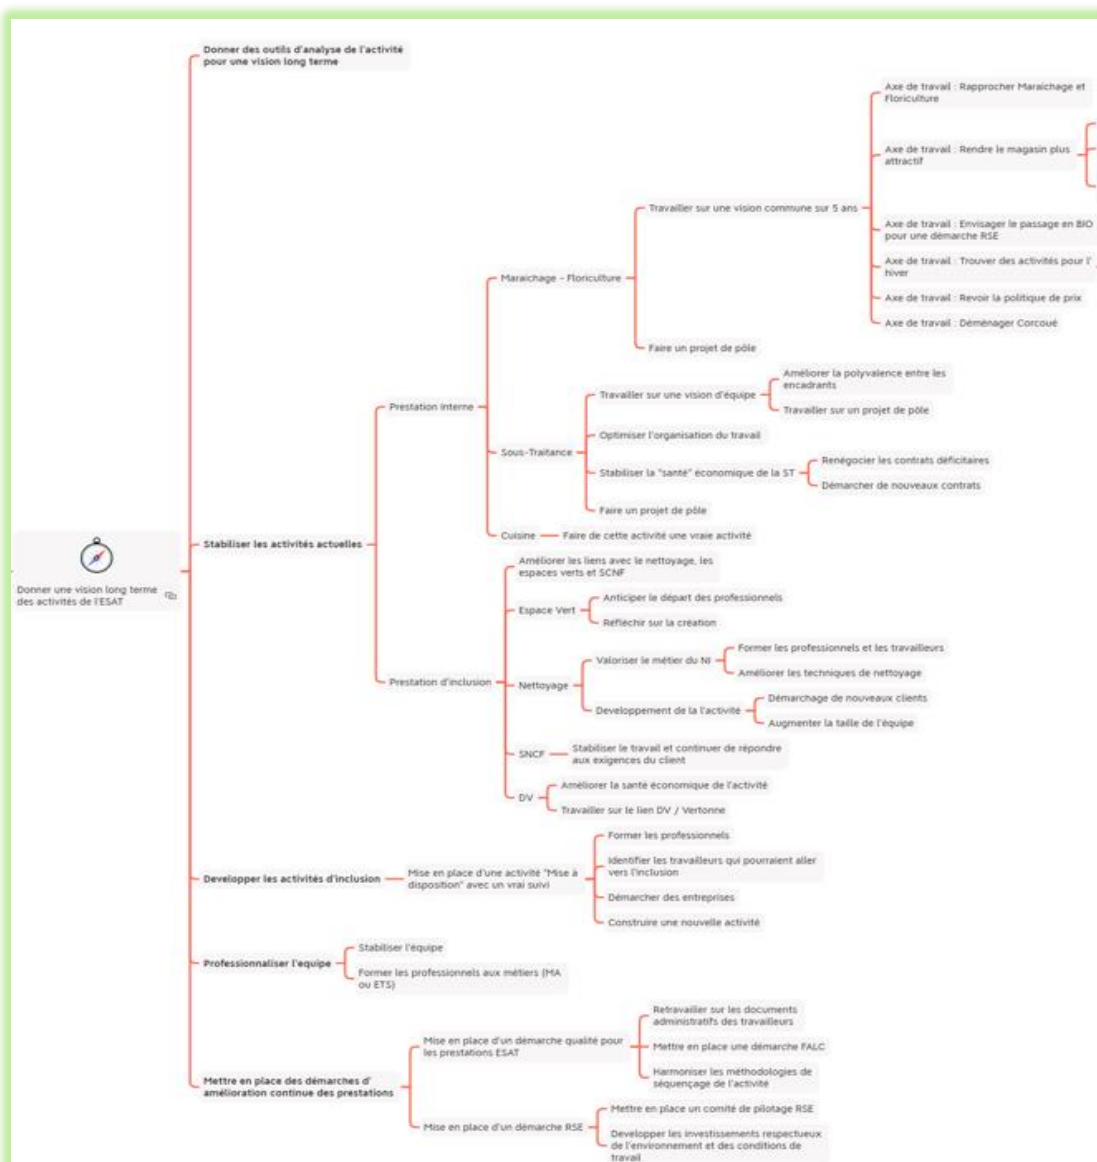 Donner des outils d'analyse de l'activité
pour une vision long terme
Axe de travail : Rapprocher Maraichage et
Floriculture
Axe de travail : Rendre le magasin plus
attractif
Travailler sur une vision commune sur 5 ans
Axe de travail : Envisager le passage en BIO
pour une démarche RSE
Axe de travail : Trouver des activités pour l'
hiver
Maraichage - Floriculture
Axe de travail : Revoir la politique de prix
Axe de travail : Déménager Corcoué
Faire un projet de pôle
Améliorer la polyvalence entre les
encadrants
Travailler sur une vision d'équipe
Travailler sur un projet de pôle
Prestation Interne
Optimiser l'organisation du travail
Sous-Traitance
Renégocier les contrats déficitaires
Stabiliser la "santé" économique de la ST
Démarcher de nouveaux contrats
Faire un projet de pôle
Cuisine
Faire de cette activité une vraie activité
Stabiliser les activités actuelles
Améliorer les liens avec le nettoyage, les
espaces verts et SCNF
Donner une vision long terme
des activités de l'ESAT
Espace Vert
Anticiper le départ des professionnels
Réfléchir sur la création
Former les professionnels et les travailleurs
Valoriser le métier du NI
Améliorer les techniques de nettoyage
Prestation d'inclusion
Nettoyage
Démarchage de nouveaux clients
Developpement de la l'activité
Augmenter la taille de l'équipe
SNCF
Stabiliser le travail et continuer de répondre
aux exigences du client
DV
Améliorer la santé économique de l'activité
Travailler sur le lien DV / Vertonne
Former les professionnels
Identifier les travailleurs qui pourraient aller
vers l'inclusion
Developper les activités d'inclusion
Mise en place d'une activité "Mise à
disposition" avec un vrai suivi
Démarcher des entreprises
Construire une nouvelle activité
Stabiliser l'équipe
Professionnaliser l'equipe
Former les professionnels aux métiers (MA
ou ETS)
Retravailler sur les documents
administratifs des travailleurs
Mise en place d'un démarche qualité pour
les prestations ESAT
Mettre en place une démarche FALC
Harmoniser les méthodologies de
séquençage de l'activité
Mettre en place des démarches d'
amélioration continue des prestations
Mettre en place un comité de pilotage RSE
Mise en place d'un démarche RSE
Developper les investissements respectueux
de l'environnement et des conditions de
travail